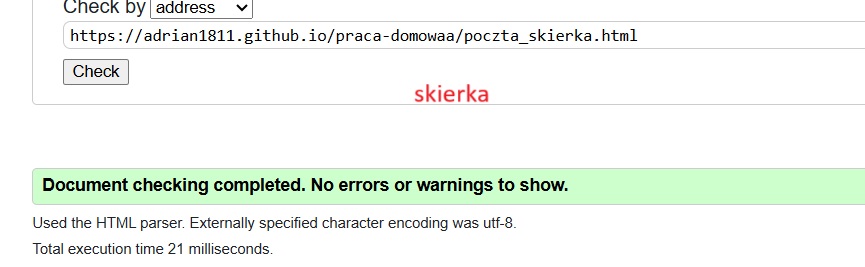 Check by address
https://adrian1811.github.io/praca-domowaa/poczta_skierka.html
Check
skierka
Document checking completed. No errors or warnings to show.
Used the HTML parser. Externally specified character encoding was utf-8.
Total execution time 21 milliseconds.